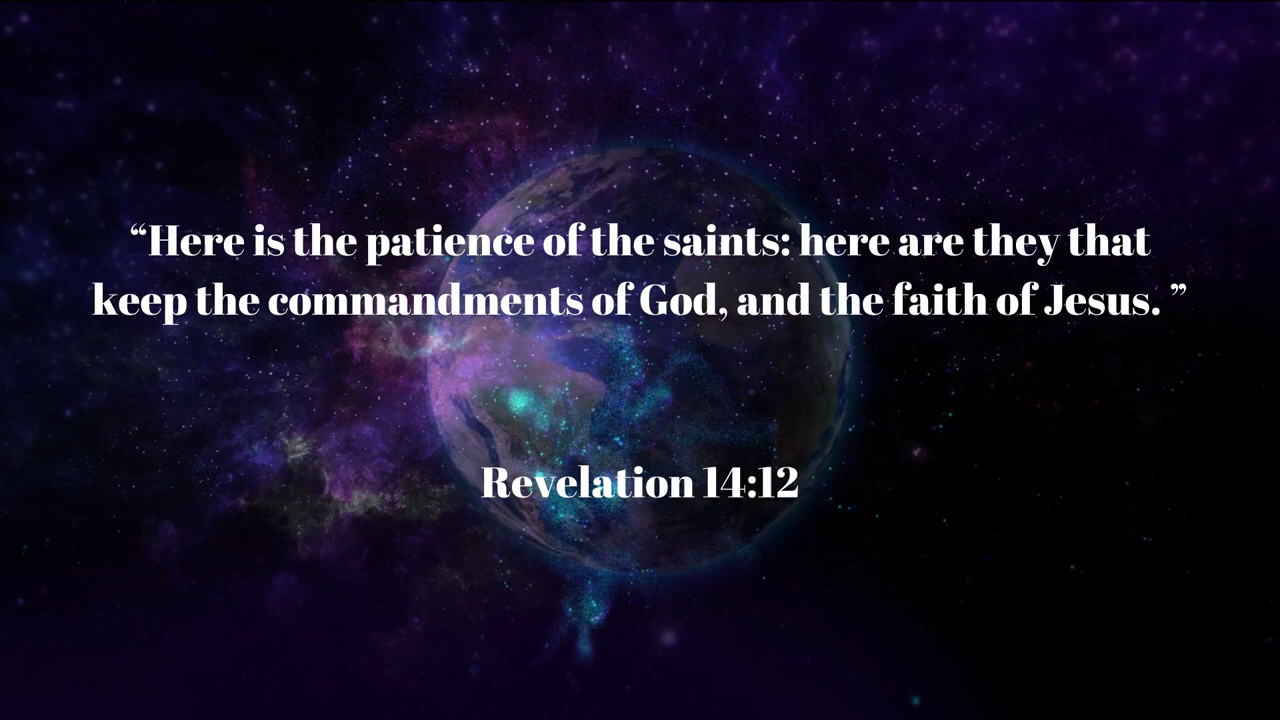 “Here is the patience of the saints: here are they that
keep the commandments of God, and the faith of Jesus. ”
Revelation 14:12